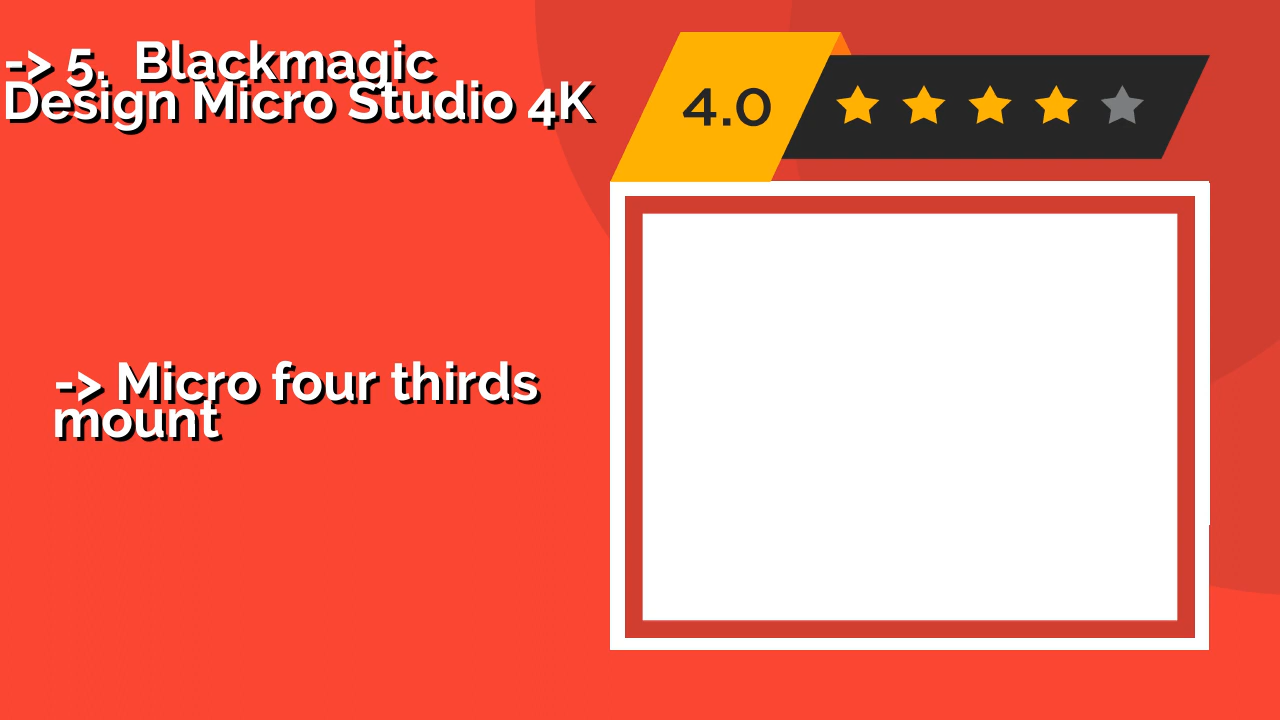 -> 5.  Blackmagic
Design Micro Studio 4K
4.0
-> Micro four thirds
mount